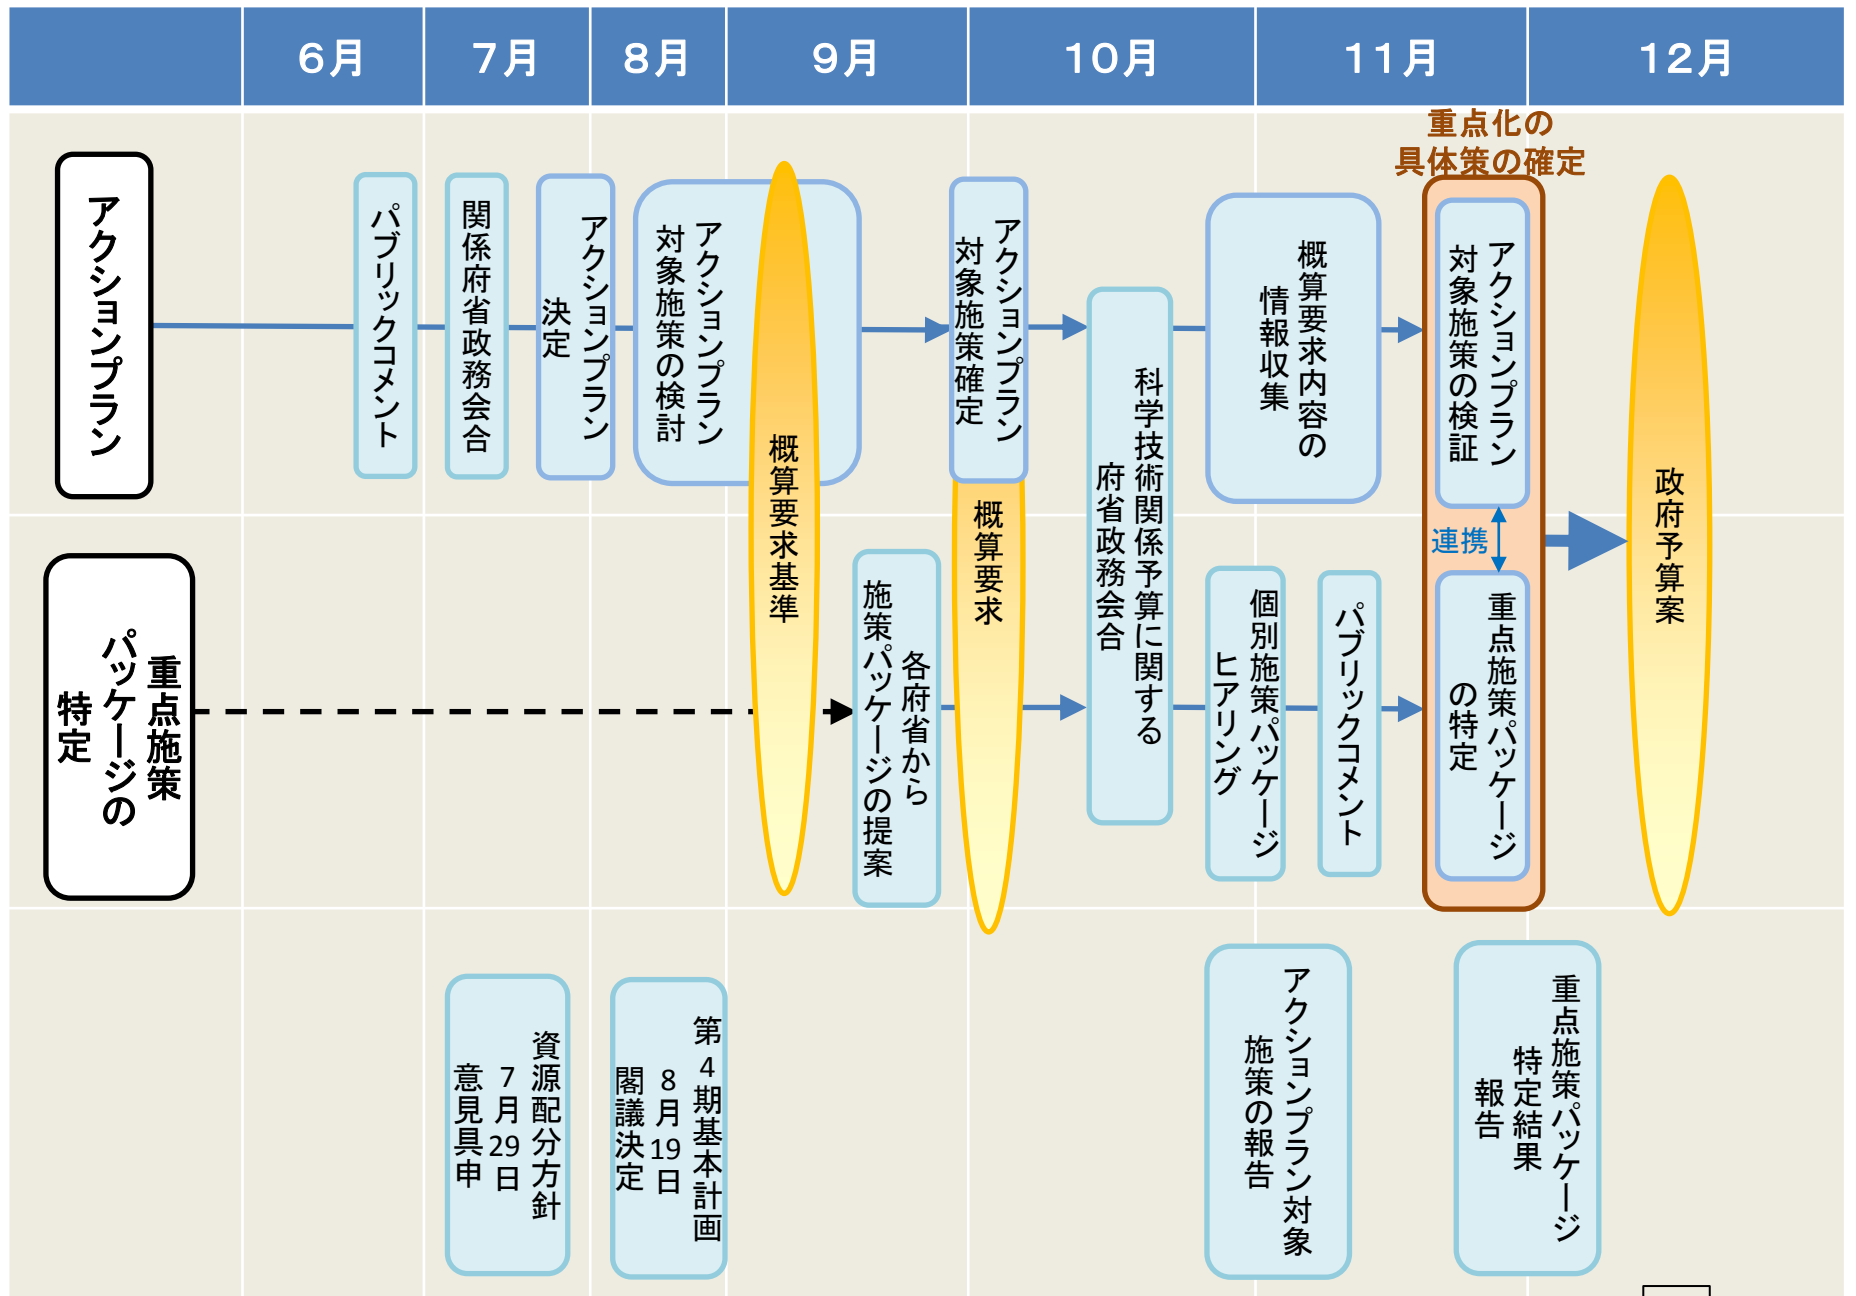 6月
7月
8月
9月
10月
11月
12月
重点化の
具体策の確定
アクションプラン
パブリックコメント
関係府省政務会合
アクションプラン
決定
アクションプラン
対象施策の検討
概算要求基準
アクションプラン
対象施策確定
概算要求
科学技術関係予算に関する
府省政務会合
概算要求内容の
情報収集
アクションプラン
対象施策の検証
連携
政府予算案
重点施策
パッケージの
特定
各府省から
施策パッケージの提案
個別施策パッケージ
ヒアリング
パブリックコメント
重点施策パッケージ
の特定
資源配分方針
7月29日
意見具申
第4期基本計画
8月19日
閣議決定
アクションプラン対象
施策の報告
重点施策パッケージ
特定結果
報告